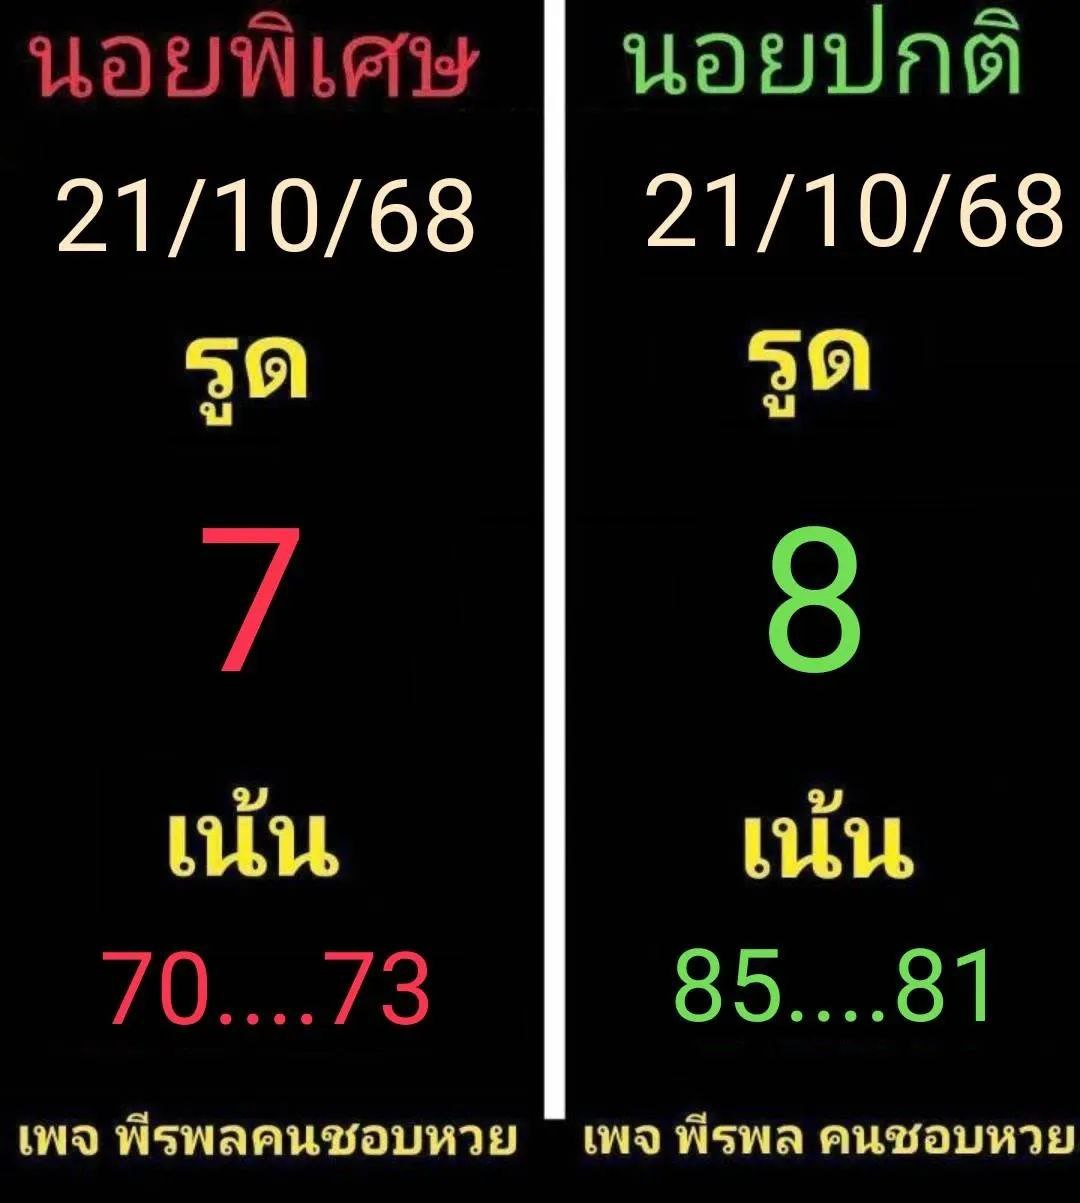 นอยพิเศษ
21/10/68
รูด
7
เน้น
70....73
เพจ พีรพลคนชอบหวย
นอยปกติ
21/10/68
รูด
8
เน้น
85....81
เพจ พีรพล คนชอบหวย